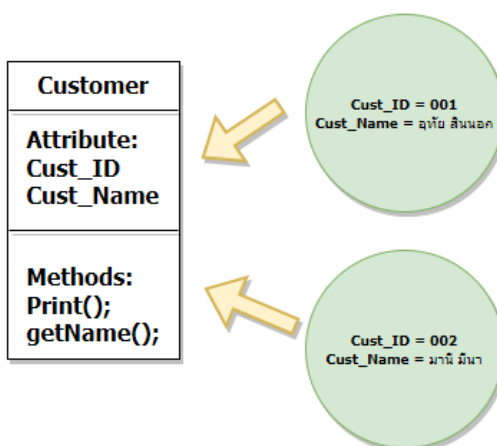 Customer
Attribute:
Cust_ID
Cust_Name
Methods:
Print();
getName();
Cust_ID = 001
Cust_Name = อุทัย สินนอค
Cust_ID = 002
Cust_Name = มานิ มีนา